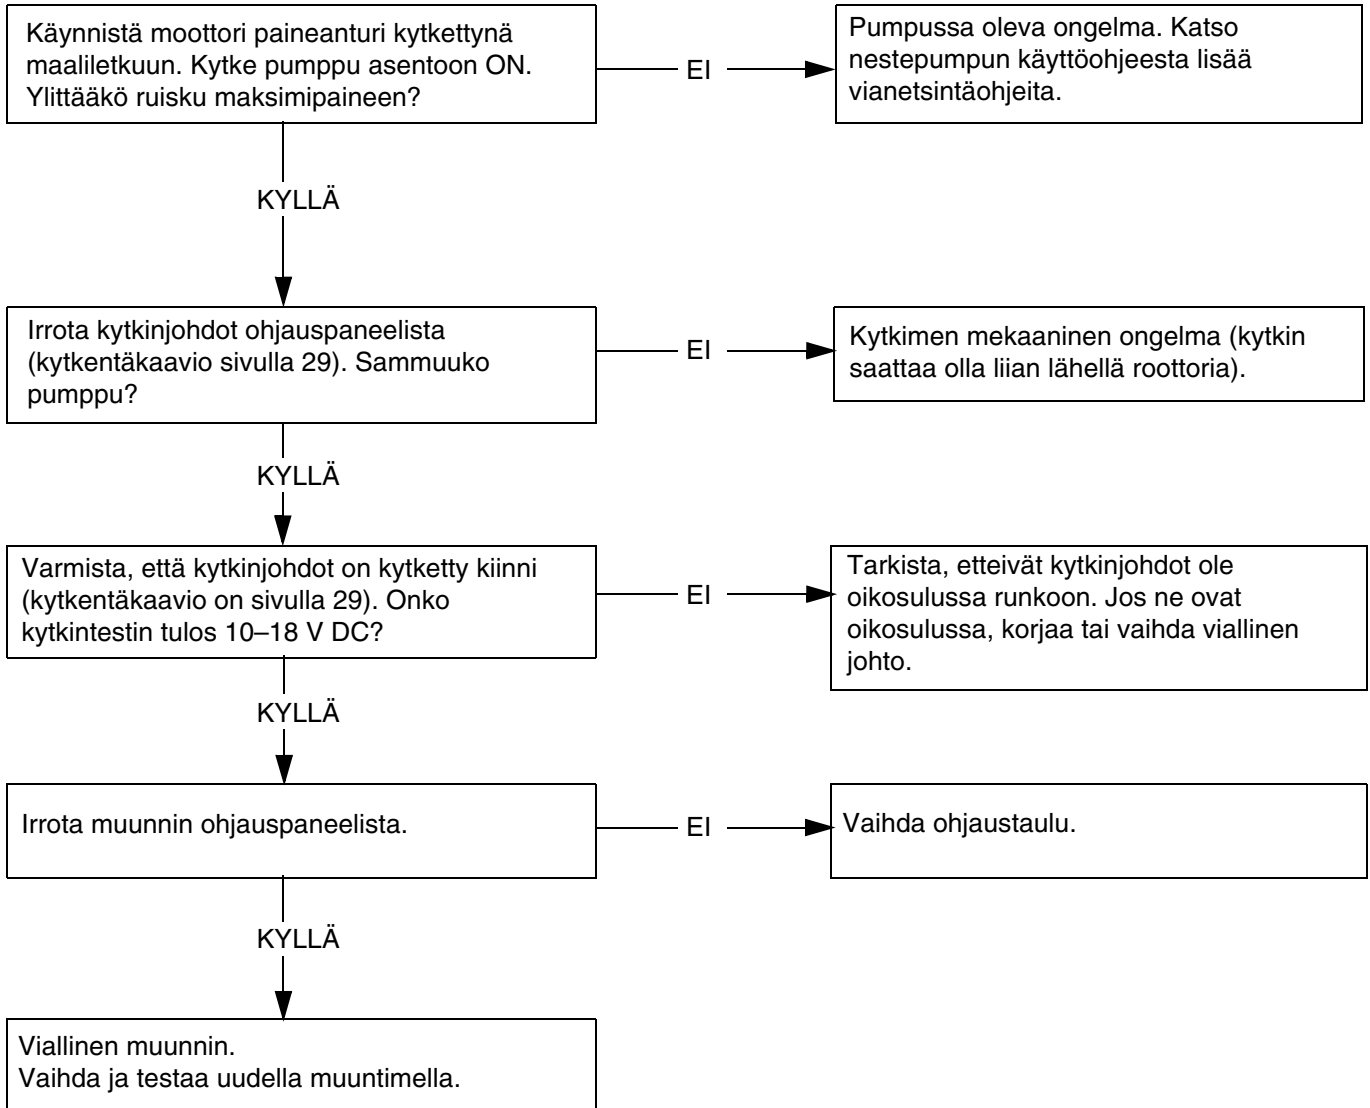 Käynnistä moottori paineanturi kytkettynä
maaliletkuun. Kytke pumppu asentoon ON.
Ylittääkö ruisku maksimipaineen?
EI
Pumpussa oleva ongelma. Katso
nestepumpun käyttöohjeesta lisää
vianetsintäohjeita.
KYLLÄ
Irrota kytkinjohdot ohjauspaneelista
(kytkentäkaavio sivulla 29). Sammuuko
pumppu?
EI
Kytkimen mekaaninen ongelma (kytkin
saattaa olla liian lähellä roottoria).
KYLLÄ
Varmista, että kytkinjohdot on kytketty kiinni
(kytkentäkaavio on sivulla 29). Onko
kytkintestin tulos 10–18 V DC?
EI
Tarkista, etteivät kytkinjohdot ole
oikosulussa runkoon. Jos ne ovat
oikosulussa, korjaa tai vaihda viallinen
johto.
KYLLÄ
Irrota muunnin ohjauspaneelista.
EI
Vaihda ohjaustaulu.
KYLLÄ
Viallinen muunnin.
Vaihda ja testaa uudella muuntimella.